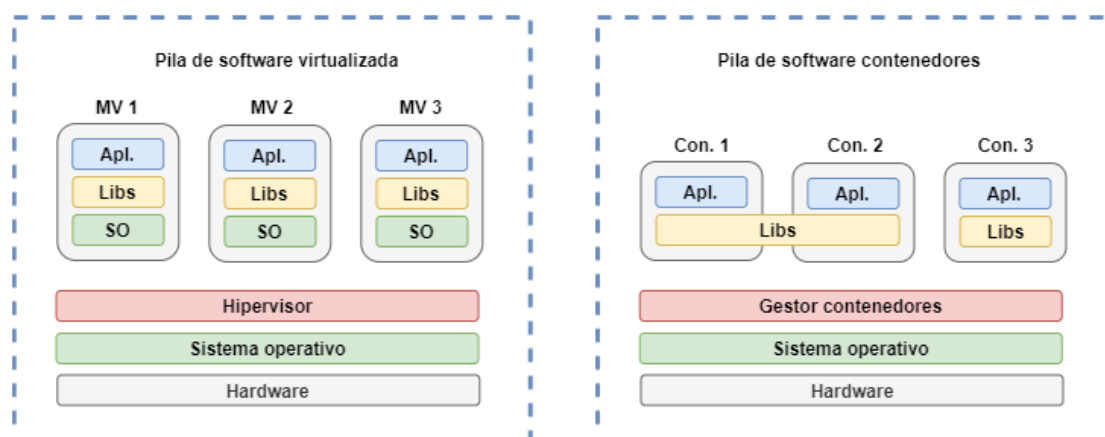 Pila de software virtualizada
MV 1 MV 2 MV 3
Apl. Apl. Apl.
Libs Libs Libs
SO SO SO
Hipervisor
Sistema operativo
Hardware
Pila de software contenedores
Con. 1 Con. 2 Con. 3
Apl. Apl. Apl.
Libs Libs
Gestor contenedores
Sistema operativo
Hardware